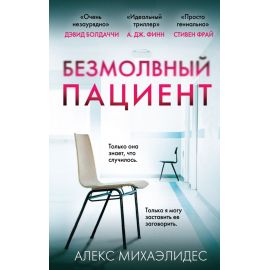 «Очень незаурядно»
ДЭВИД БОЛДАЧЧИ
«Идеальный триллер»
А. ДЖ. ФИНН
«Просто гениально»
СТИВЕН ФРАЙ
БЕЗМОЛВНЫЙ
ПАЦИЕНТ
Только она
знает, что
случилось.
Только я могу
заставить ее
заговорить.
АЛЕКС МИХАЭЛИДЕС